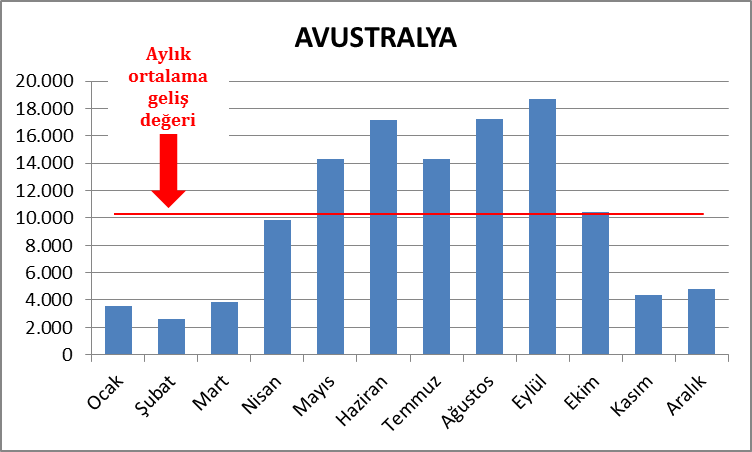 AVUSTRALYA
Aylık
ortalama
geliş
değeri
20.000
18.000
16.000
14.000
12.000
10.000
8.000
6.000
4.000
2.000
0
Ocak
Şubat
Mart
Nisan
Mayıs
Haziran
Temmuz
Ağustos
Eylül
Ekim
Kasım
Aralık